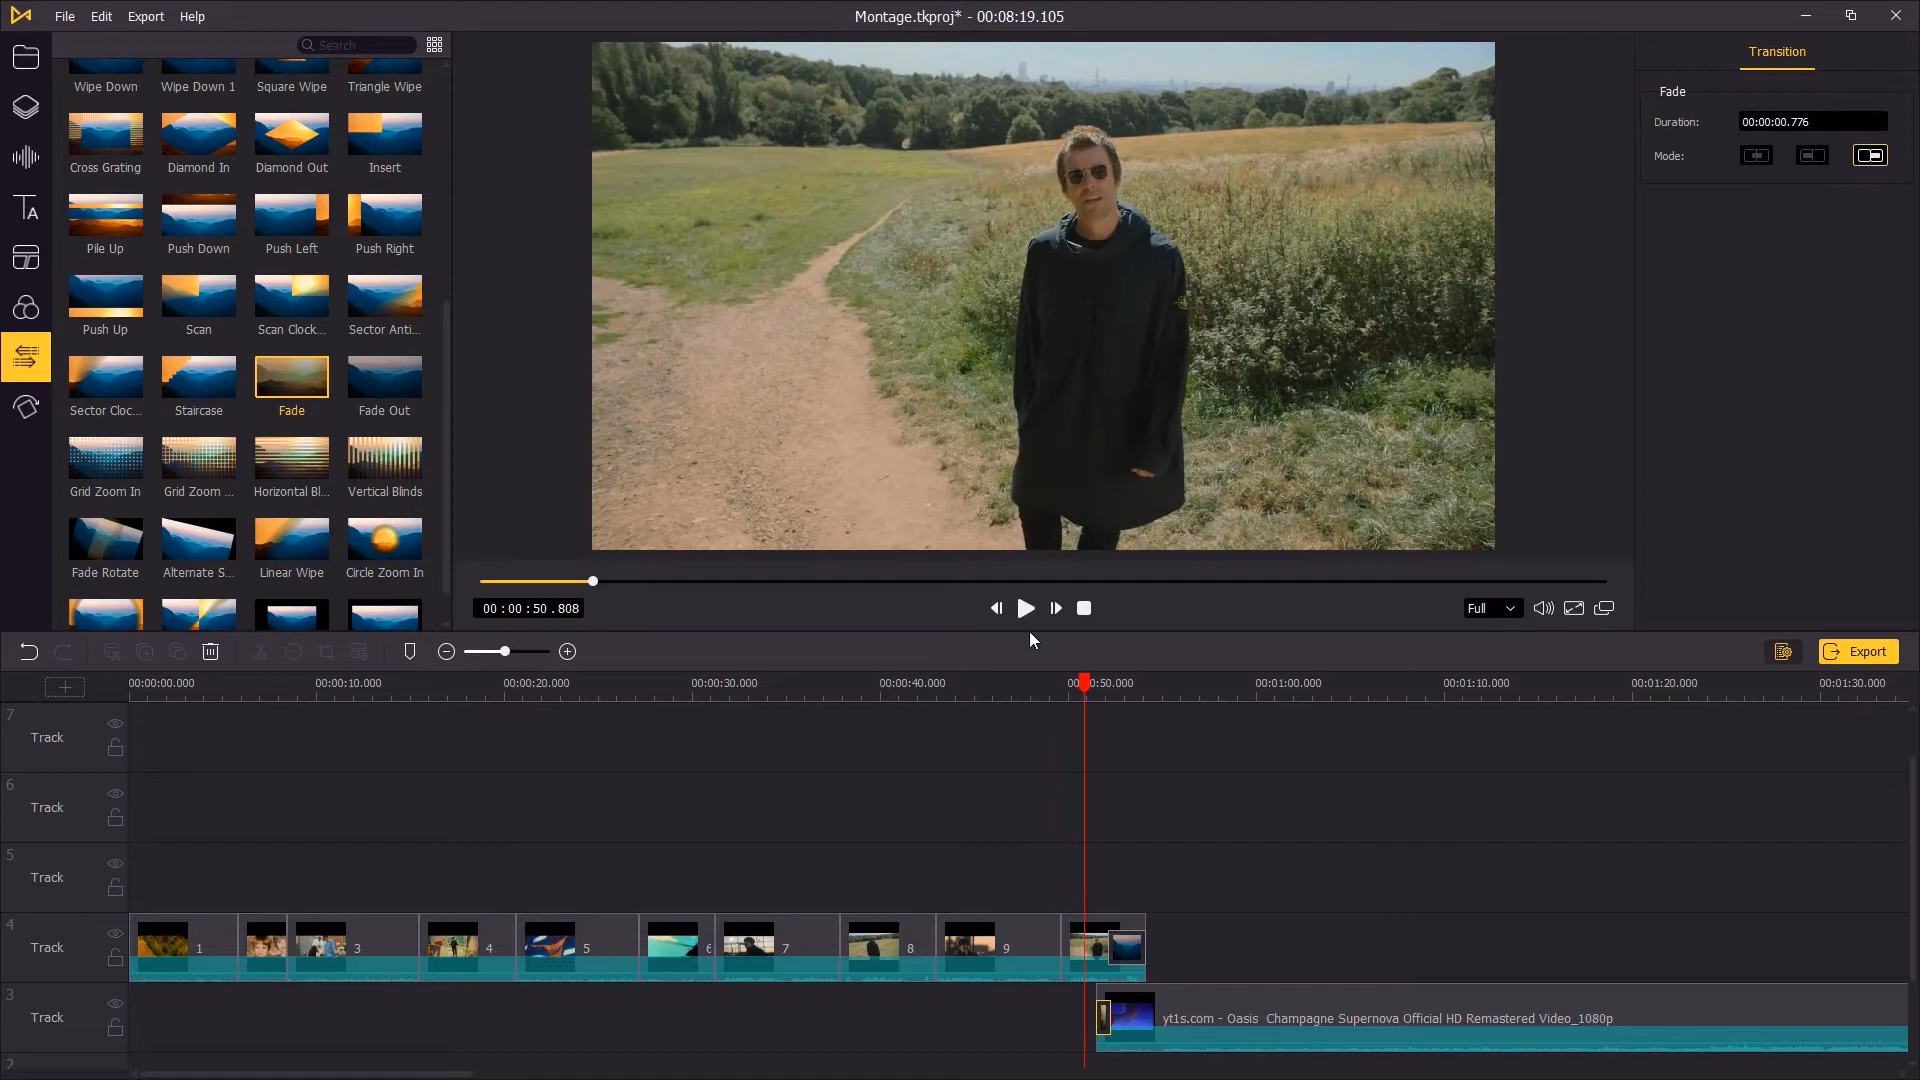 File Edit Export Help
Montage.tkproj* - 00:08:19.105
Search
Wipe Down Wipe Down 1 Square Wipe Triangle Wipe
Cross Grating Diamond In Diamond Out Insert
Pile Up Push Down Push Left Push Right
Push Up Scan Scan Clock... Sector Anti...
Sector Cloc... Staircase Fade Fade Out
Grid Zoom In Grid Zoom ... Horizontal Bl... Vertical Blinds
Fade Rotate Alternate S... Linear Wipe Circle Zoom In
Transition
Fade
Duration: 00:00:00.776
Mode:
00 : 00 : 50 . 808
Full
Export
00:00:00.000 00:00:10.000 00:00:20.000 00:00:30.000 00:00:40.000 00:00:50.000 00:01:00.000 00:01:10.000 00:01:20.000 00:01:30.000
7
Track
6
Track
5
Track
4
Track
1 3 4 5 6 7 8 9
3
Track
yt1s.com - Oasis Champagne Supernova Official HD Remastered Video_1080p
2